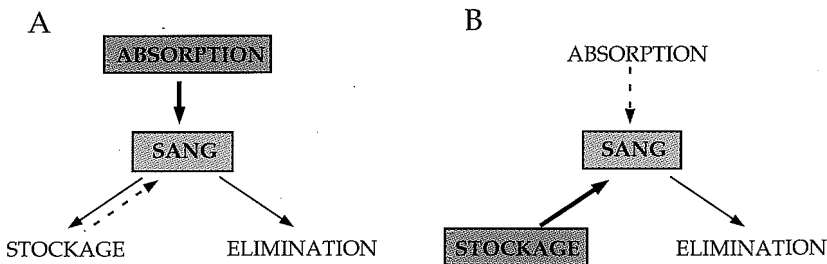 A
ABSORPTION
SANG
STOCKAGE
ELIMINATION
B
ABSORPTION
SANG
STOCKAGE
ELIMINATION